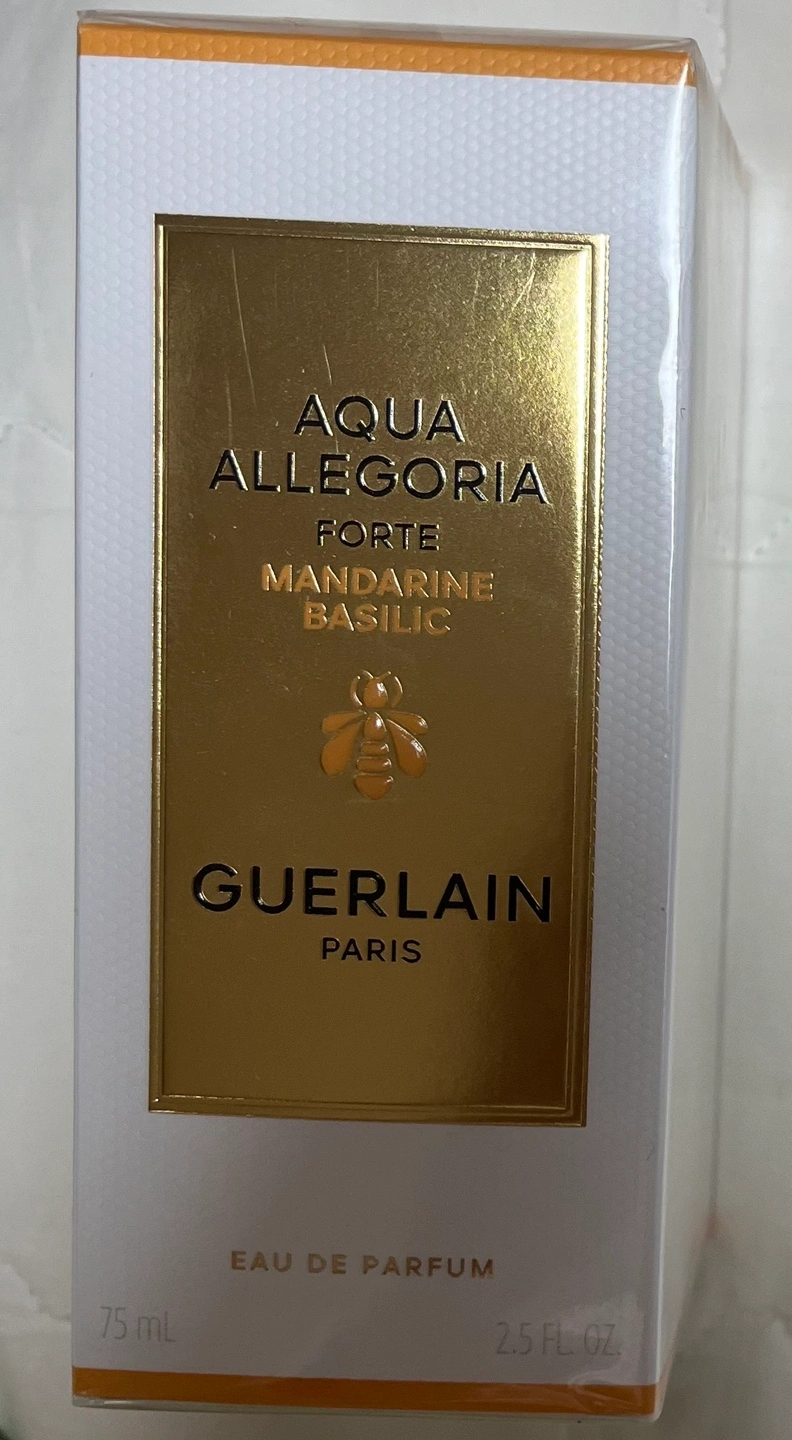 AQUA
ALLEGORIA
FORTE
MANDARINE
BASILIC
GUERLAIN
PARIS
EAU DE PARFUM
75 mL 2.5 FL. OZ.